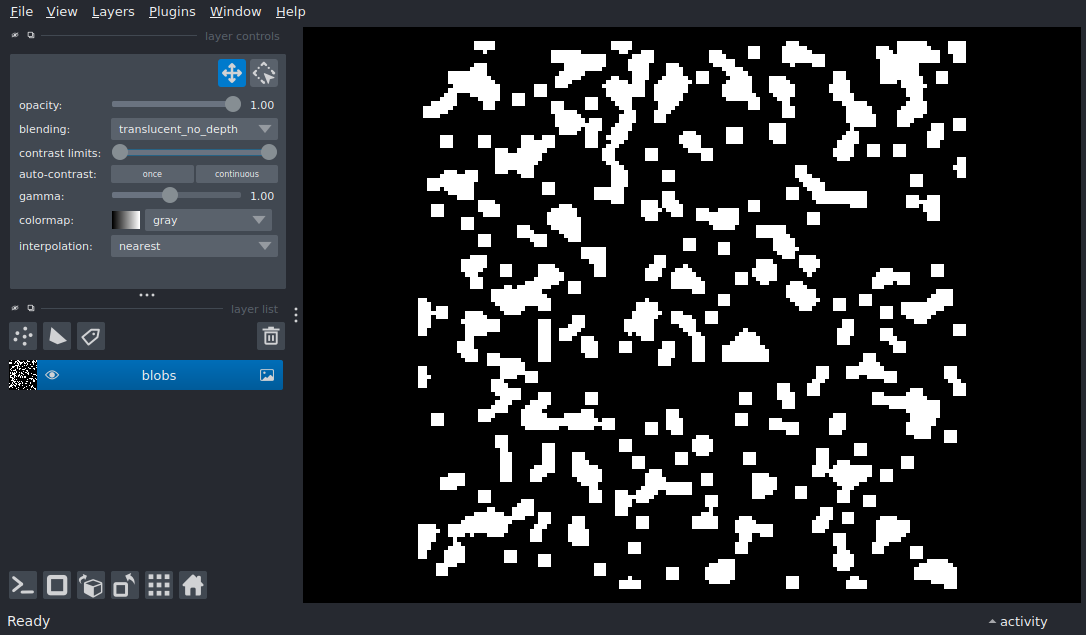 File View Layers Plugins Window Help
layer controls
opacity: 1.00
blending: translucent_no_depth
contrast limits:
auto-contrast: once continuous
gamma: 1.00
colormap: gray
interpolation: nearest
layer list
blobs
Ready activity